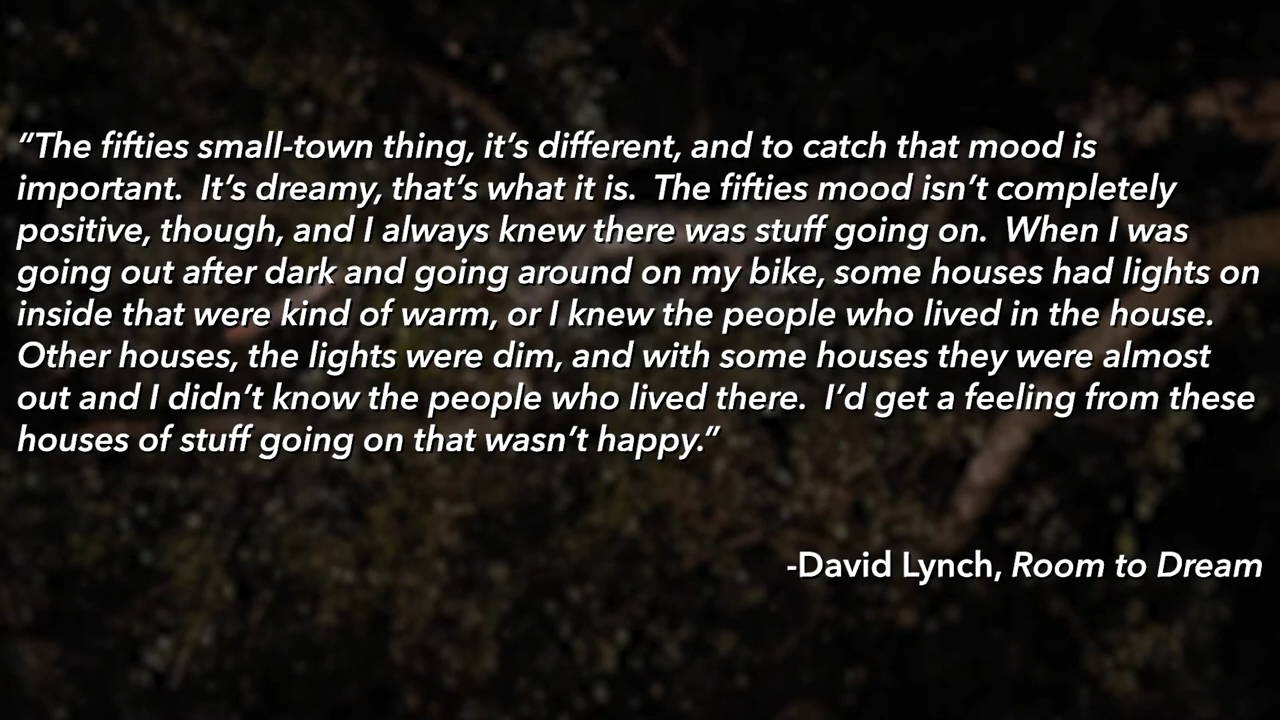 “The fifties small-town thing, it’s different, and to catch that mood is
important.  It’s dreamy, that’s what it is.  The fifties mood isn’t completely
positive, though, and I always knew there was stuff going on.  When I was
going out after dark and going around on my bike, some houses had lights on
inside that were kind of warm, or I knew the people who lived in the house.
Other houses, the lights were dim, and with some houses they were almost
out and I didn’t know the people who lived there.  I’d get a feeling from these
houses of stuff going on that wasn’t happy.”
-David Lynch, Room to Dream